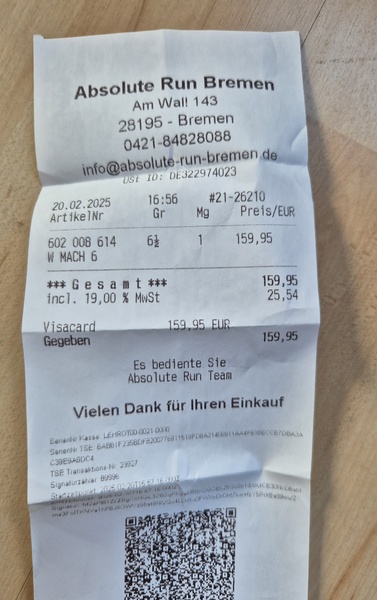 Absolute Run Bremen
Am Wall 143
28195 - Bremen
0421-84828088
info@absolute-run-bremen.de
USt ID: DE322974023
20.02.2025 16:56 #21-26210
ArtikelNr Gr Mg Preis/EUR
602 008 614 6½ 1 159,95
W MACH 6
*** G e s a m t *** 159,95
incl. 19,00 % MwSt 25,54
Visacard 159,95 EUR
Gegeben 159,95
Es bediente Sie
Absolute Run Team
Vielen Dank für Ihren Einkauf
TSE Transaktions-Nr